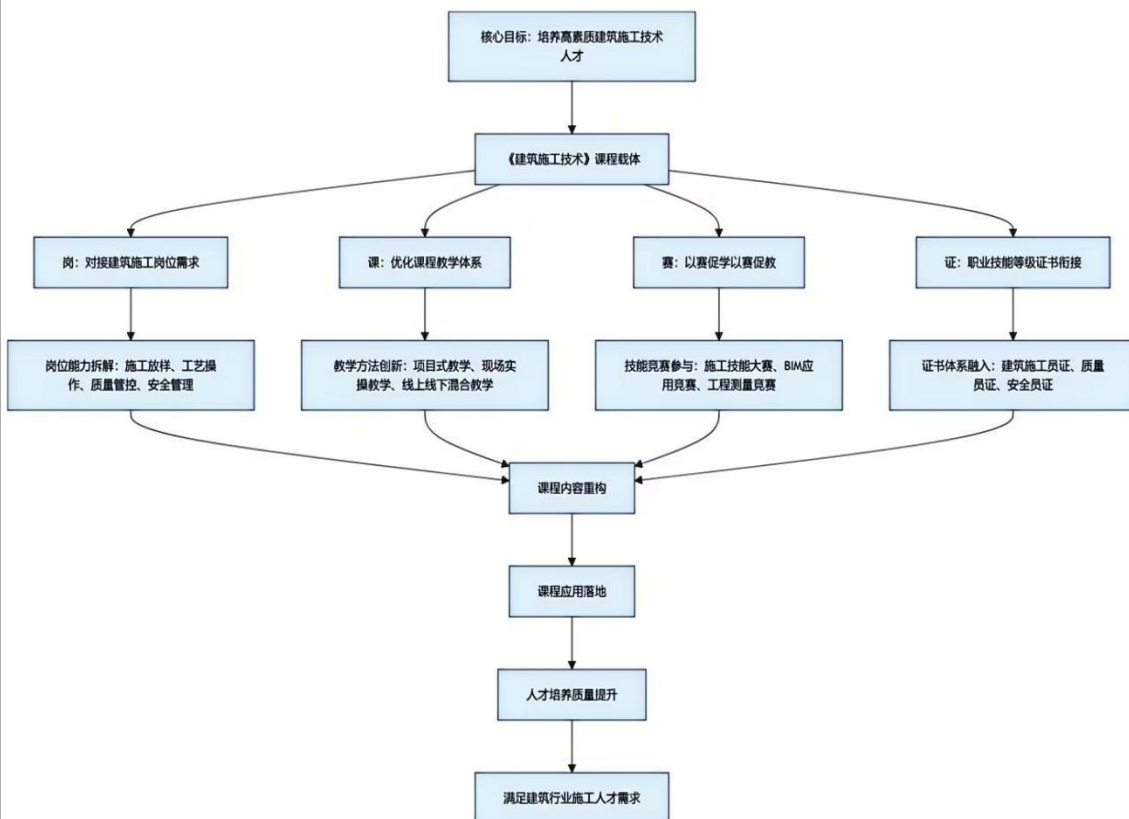 核心目标：培养高素质建筑施工技术
人才
《建筑施工技术》课程载体
岗：对接建筑施工岗位需求
课：优化课程教学体系
赛：以赛促学以赛促教
证：职业技能等级证书衔接
岗位能力拆解：施工放样、工艺操
作、质量管控、安全管理
教学方法创新：项目式教学、现场实
操教学、线上线下混合教学
技能竞赛参与：施工技能大赛、BIM应
用竞赛、工程测量竞赛
证书体系融入：建筑施工员证、质量
员证、安全员证
课程内容重构
课程应用落地
人才培养质量提升
满足建筑行业施工人才需求